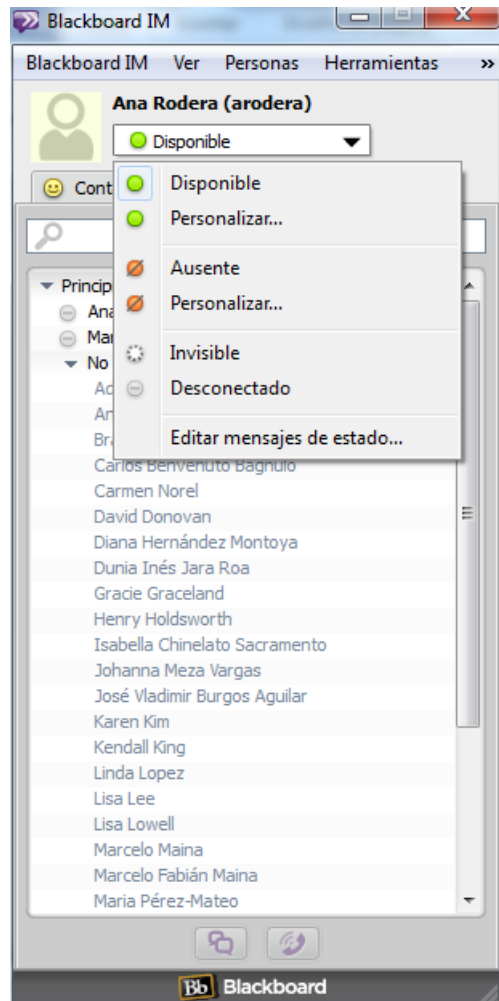 Blackboard IM
Blackboard IM Ver Personas Herramientas »
Ana Rodera (arodera)
Disponible
Disponible
Personalizar...
Ausente
Personalizar...
Invisible
Desconectado
Editar mensajes de estado...
No
Carlos Benvenuto Bagnulo
Carmen Norel
David Donovan
Diana Hernández Montoya
Dunia Inés Jara Roa
Gracie Graceland
Henry Holdsworth
Isabella Chinelato Sacramento
Johanna Meza Vargas
José Vladimir Burgos Aguilar
Karen Kim
Kendall King
Linda Lopez
Lisa Lee
Lisa Lowell
Marcelo Maina
Marcelo Fabián Maina
Maria Pérez-Mateo
Bb Blackboard